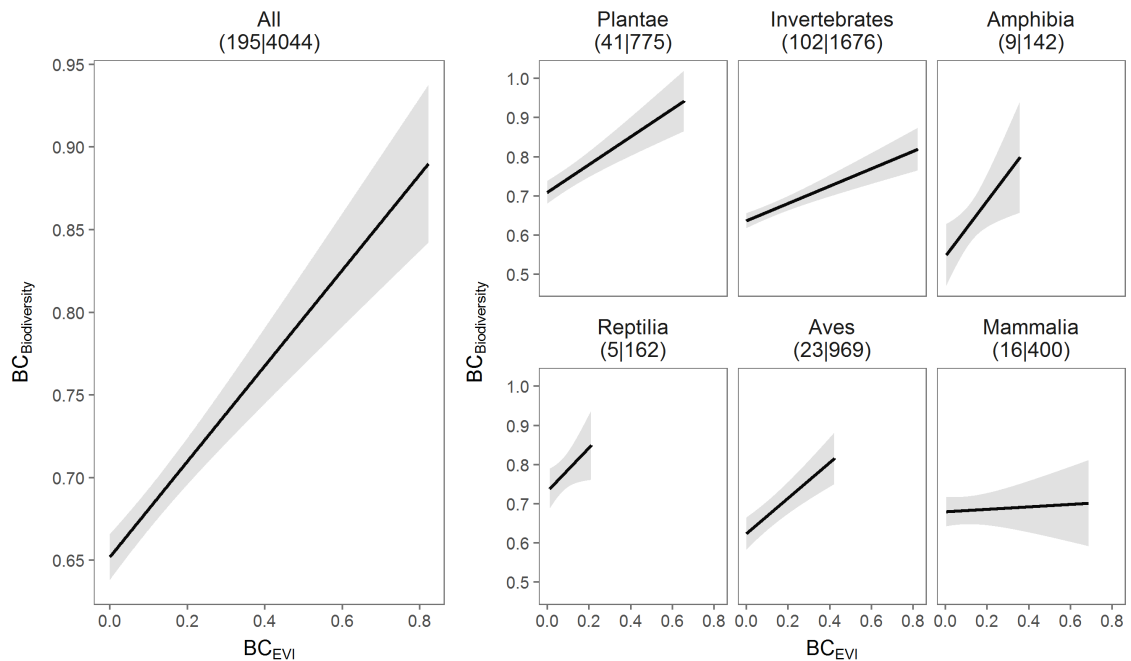 All
(195|4044)
0.95
0.90
0.85
0.80
0.75
0.70
0.65
BCBiodiversity
0.0 0.2 0.4 0.6 0.8
BCEVI
Plantae
(41|775)
Invertebrates
(102|1676)
Amphibia
(9|142)
1.0
0.9
0.8
0.7
0.6
0.5
BCBiodiversity
Reptilia
(5|162)
Aves
(23|969)
Mammalia
(16|400)
1.0
0.9
0.8
0.7
0.6
0.5
0.0 0.2 0.4 0.6 0.8
0.0 0.2 0.4 0.6 0.8
0.0 0.2 0.4 0.6 0.8
BCEVI